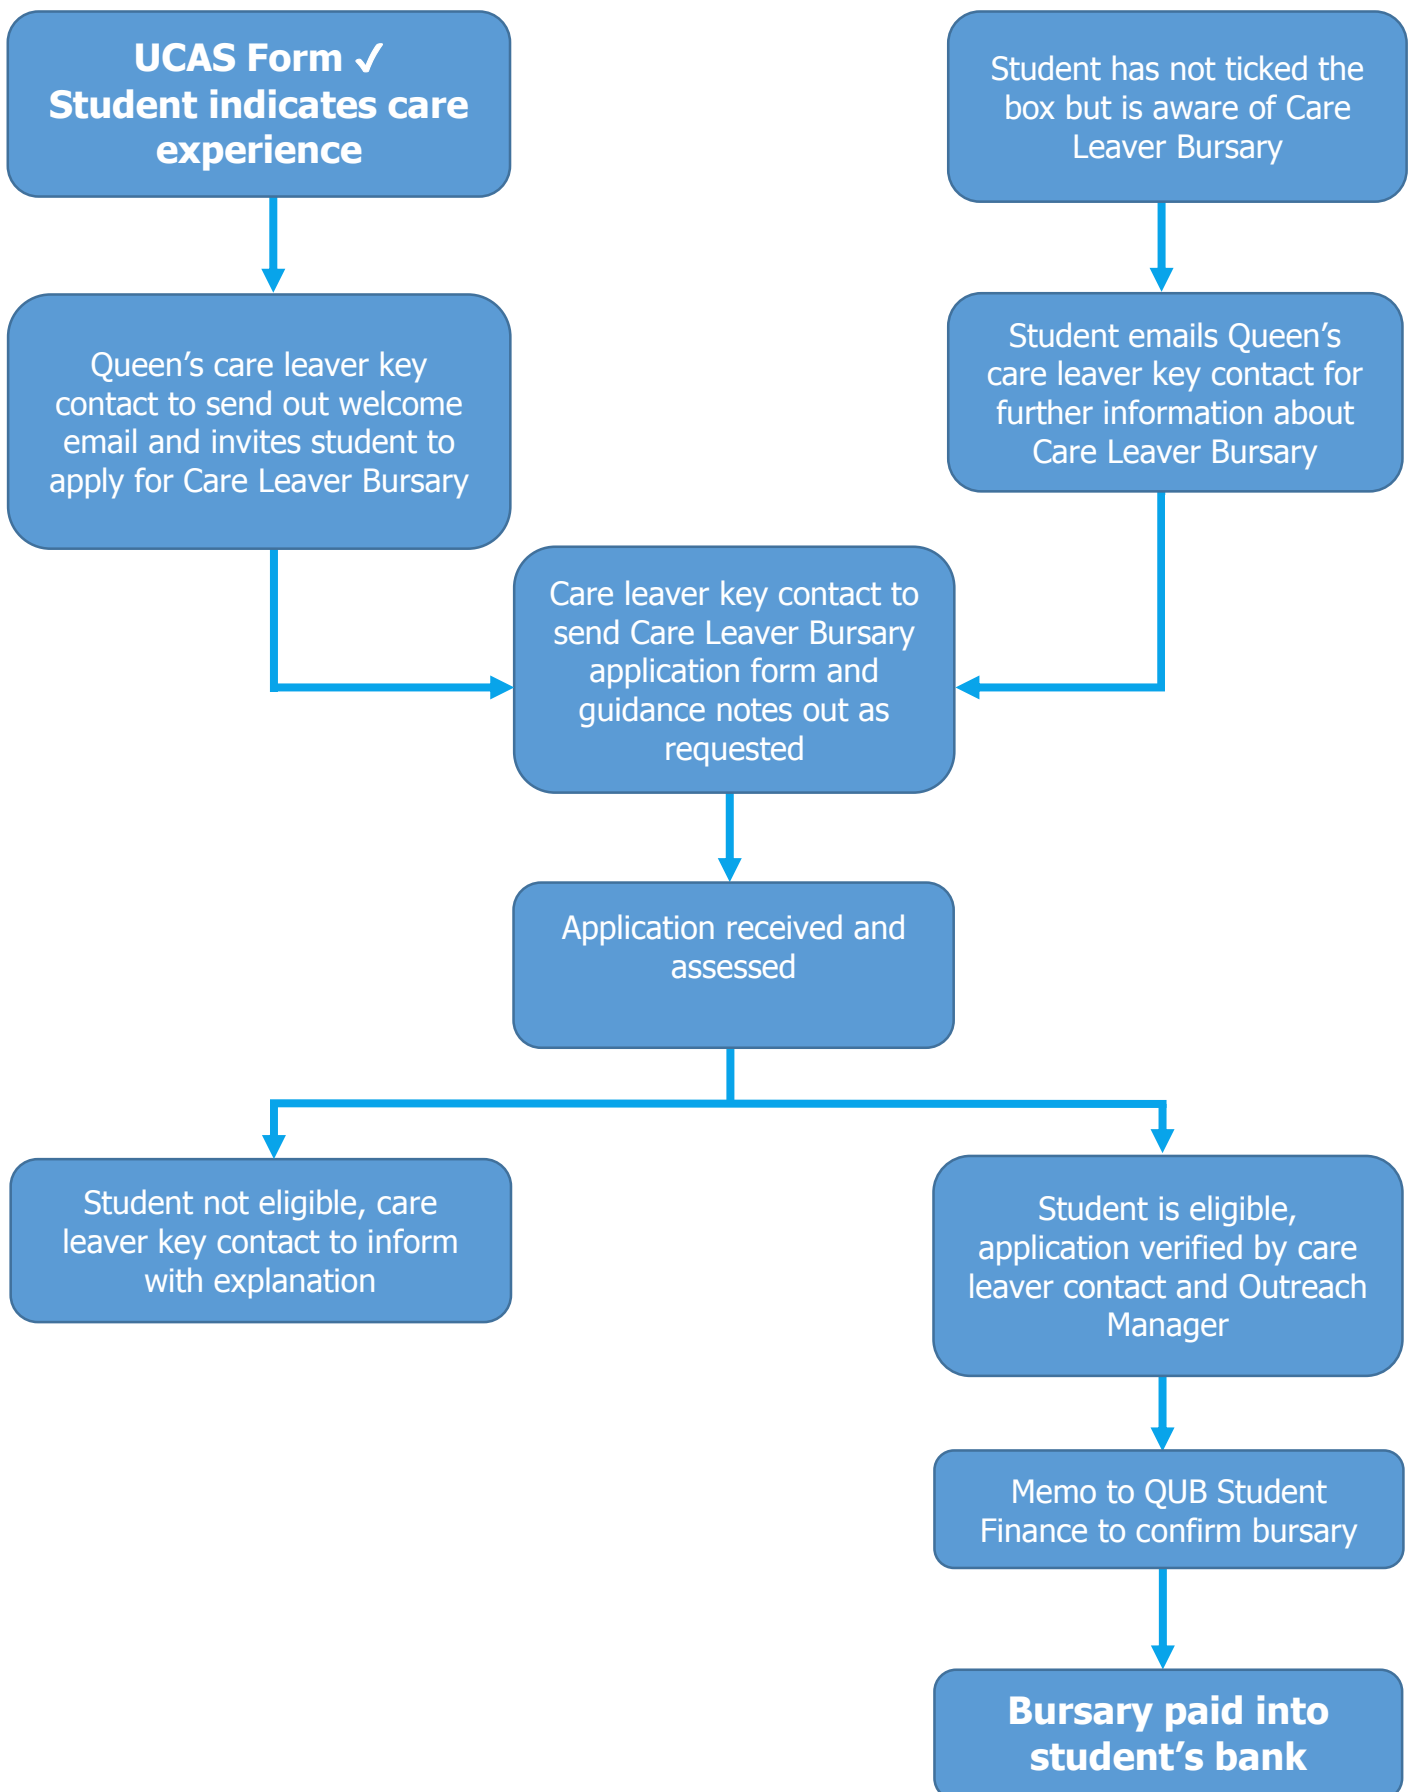 UCAS Form ✓
Student indicates care
experience
Student has not ticked the
box but is aware of Care
Leaver Bursary
Queen’s care leaver key
contact to send out welcome
email and invites student to
apply for Care Leaver Bursary
Student emails Queen’s
care leaver key contact for
further information about
Care Leaver Bursary
Care leaver key contact to
send Care Leaver Bursary
application form and
guidance notes out as
requested
Application received and
assessed
Student not eligible, care
leaver key contact to inform
with explanation
Student is eligible,
application verified by care
leaver contact and Outreach
Manager
Memo to QUB Student
Finance to confirm bursary
Bursary paid into
student’s bank